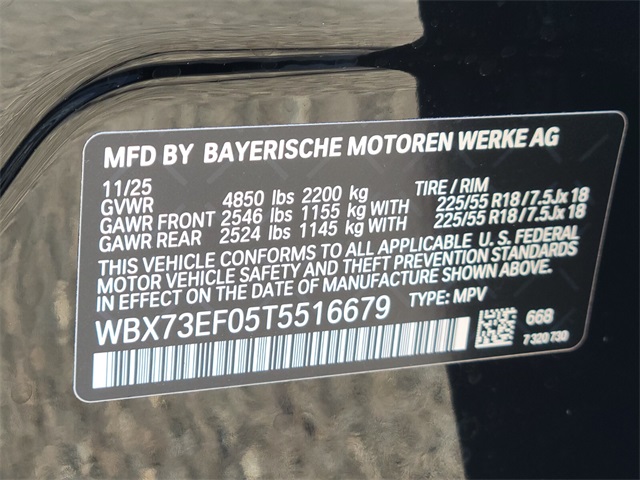 MFD BY BAYERISCHE MOTOREN WERKE AG
11/25 TIRE / RIM
GVWR 4850 lbs 2200 kg
GAWR FRONT 2546 lbs 1155 kg WITH 225/55 R18/7.5Jx18
GAWR REAR 2524 lbs 1145 kg WITH 225/55 R18/7.5Jx18
THIS VEHICLE CONFORMS TO ALL APPLICABLE U. S. FEDERAL
MOTOR VEHICLE SAFETY AND THEFT PREVENTION STANDARDS
IN EFFECT ON THE DATE OF MANUFACTURE SHOWN ABOVE.
WBX73EF05T5516679 TYPE: MPV
668
7 320 730